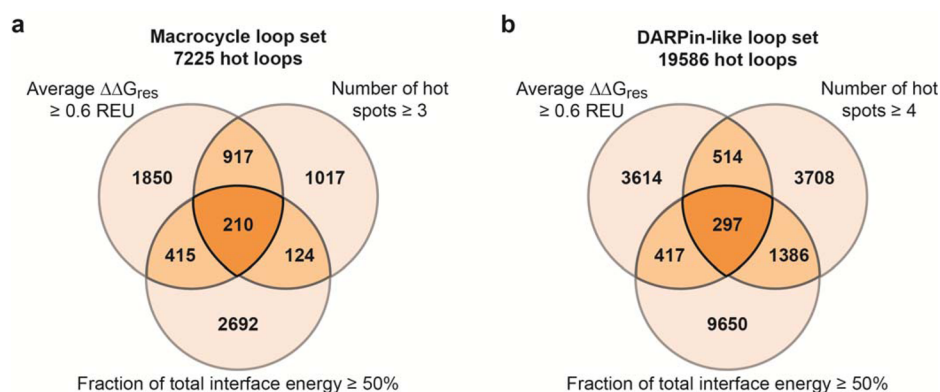 a
Macrocycle loop set
7225 hot loops
Average ΔΔGres
≥ 0.6 REU
Number of hot
spots ≥ 3
917
1850
1017
210
415
124
2692
Fraction of total interface energy ≥ 50%
b
DARPin-like loop set
19586 hot loops
Average ΔΔGres
≥ 0.6 REU
Number of hot
spots ≥ 4
514
3614
3708
297
417
1386
9650
Fraction of total interface energy ≥ 50%